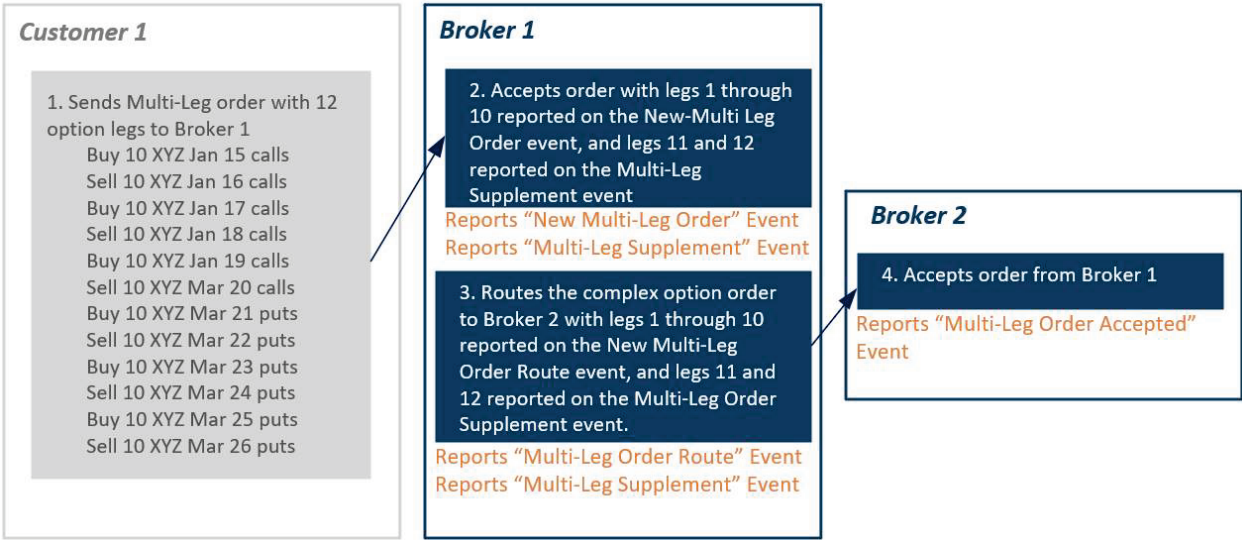 Customer 1
1. Sends Multi-Leg order with 12
option legs to Broker 1
Buy 10 XYZ Jan 15 calls
Sell 10 XYZ Jan 16 calls
Buy 10 XYZ Jan 17 calls
Sell 10 XYZ Jan 18 calls
Buy 10 XYZ Jan 19 calls
Sell 10 XYZ Mar 20 calls
Buy 10 XYZ Mar 21 puts
Sell 10 XYZ Mar 22 puts
Buy 10 XYZ Mar 23 puts
Sell 10 XYZ Mar 24 puts
Buy 10 XYZ Mar 25 puts
Sell 10 XYZ Mar 26 puts
Broker 1
2. Accepts order with legs 1 through
10 reported on the New-Multi Leg
Order event, and legs 11 and 12
reported on the Multi-Leg
Supplement event
Reports “New Multi-Leg Order” Event
Reports “Multi-Leg Supplement” Event
3. Routes the complex option order
to Broker 2 with legs 1 through 10
reported on the New Multi-Leg
Order Route event, and legs 11 and
12 reported on the Multi-Leg Order
Supplement event.
Reports “Multi-Leg Order Route” Event
Reports “Multi-Leg Supplement” Event
Broker 2
4. Accepts order from Broker 1
Reports “Multi-Leg Order Accepted”
Event